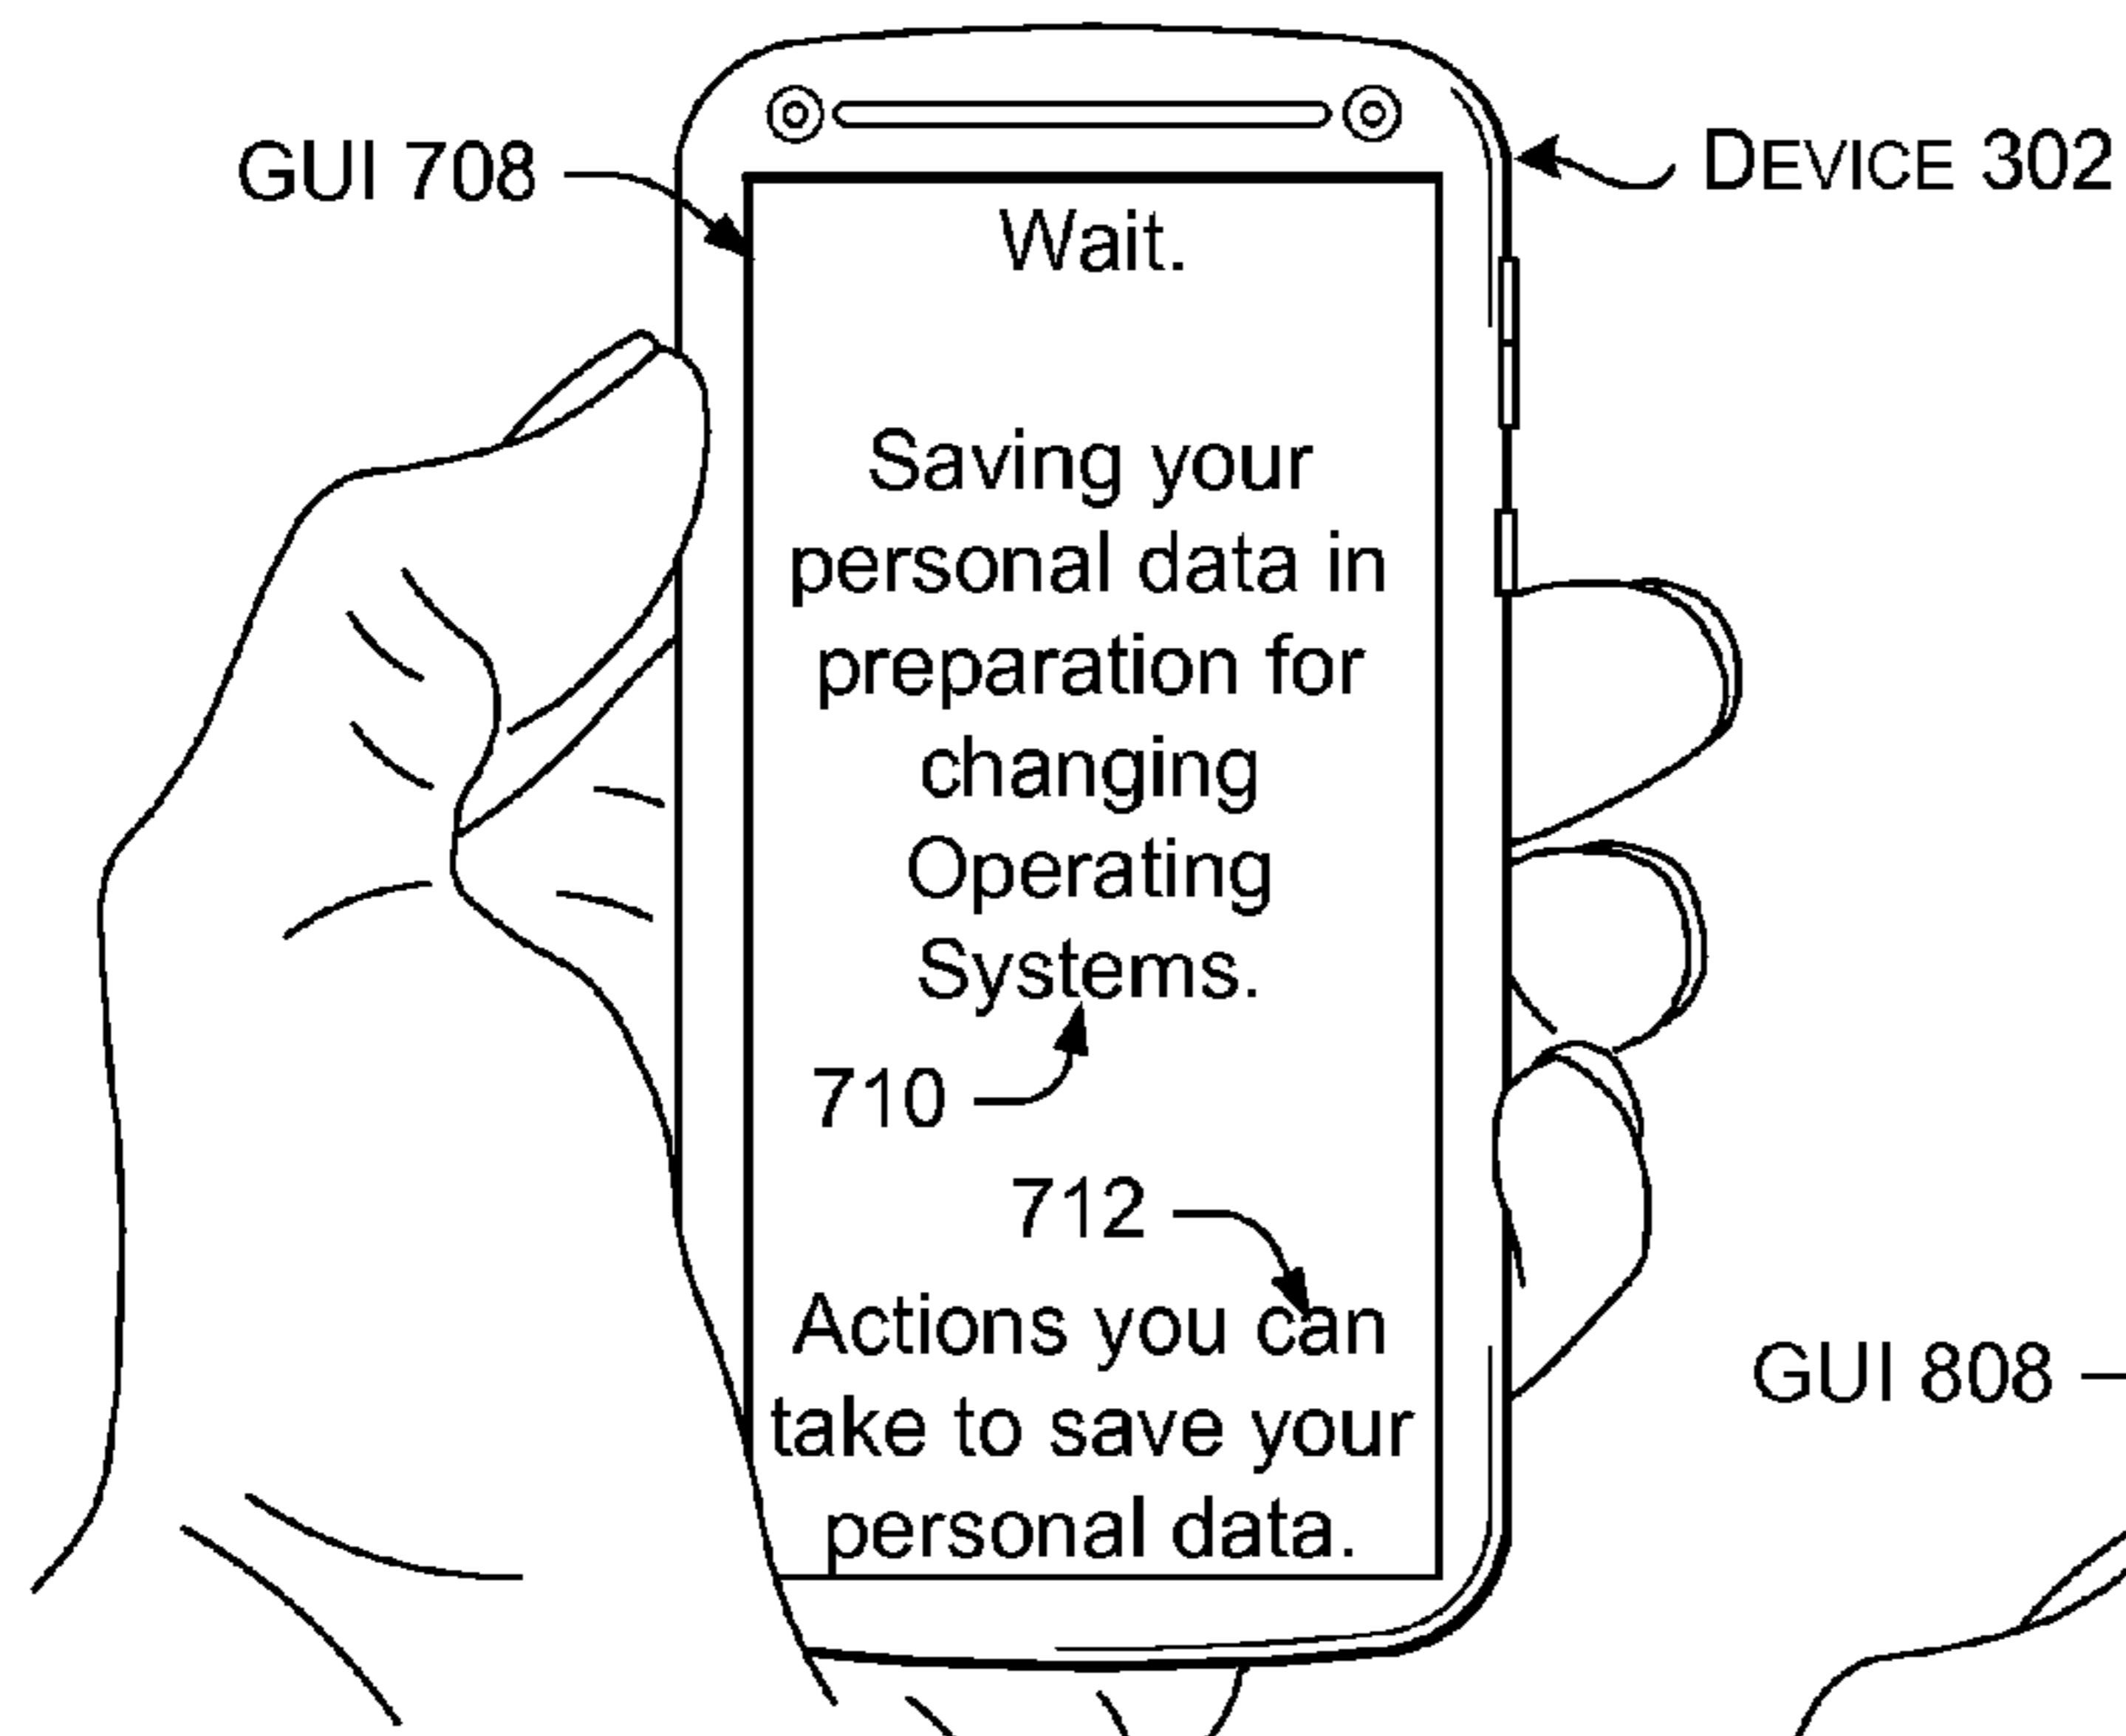 GUI 708
DEVICE 302
Wait.
Saving your
personal data in
preparation for
changing
Operating
Systems.
710
712
Actions you can
take to save your
personal data.
GUI 808